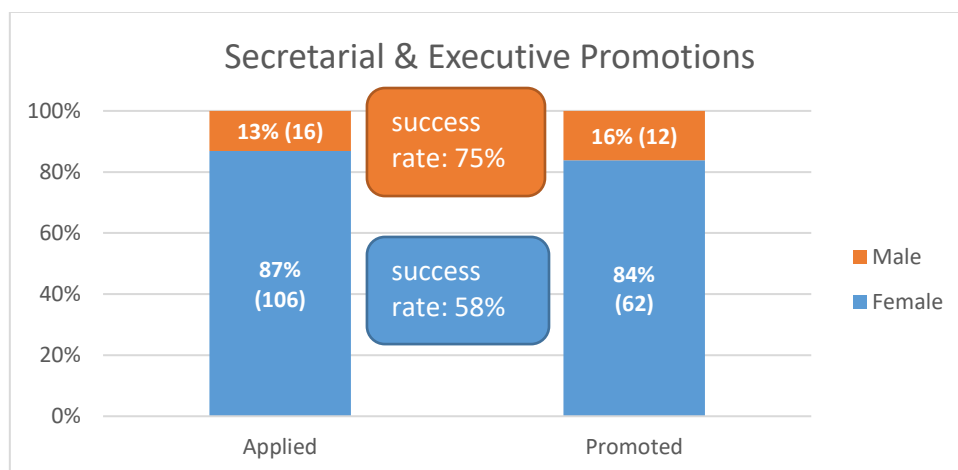 Secretarial & Executive Promotions
100%
80%
60%
40%
20%
0%
13% (16)
87%
(106)
success
rate: 75%
success
rate: 58%
16% (12)
84%
(62)
Male
Female
Applied
Promoted